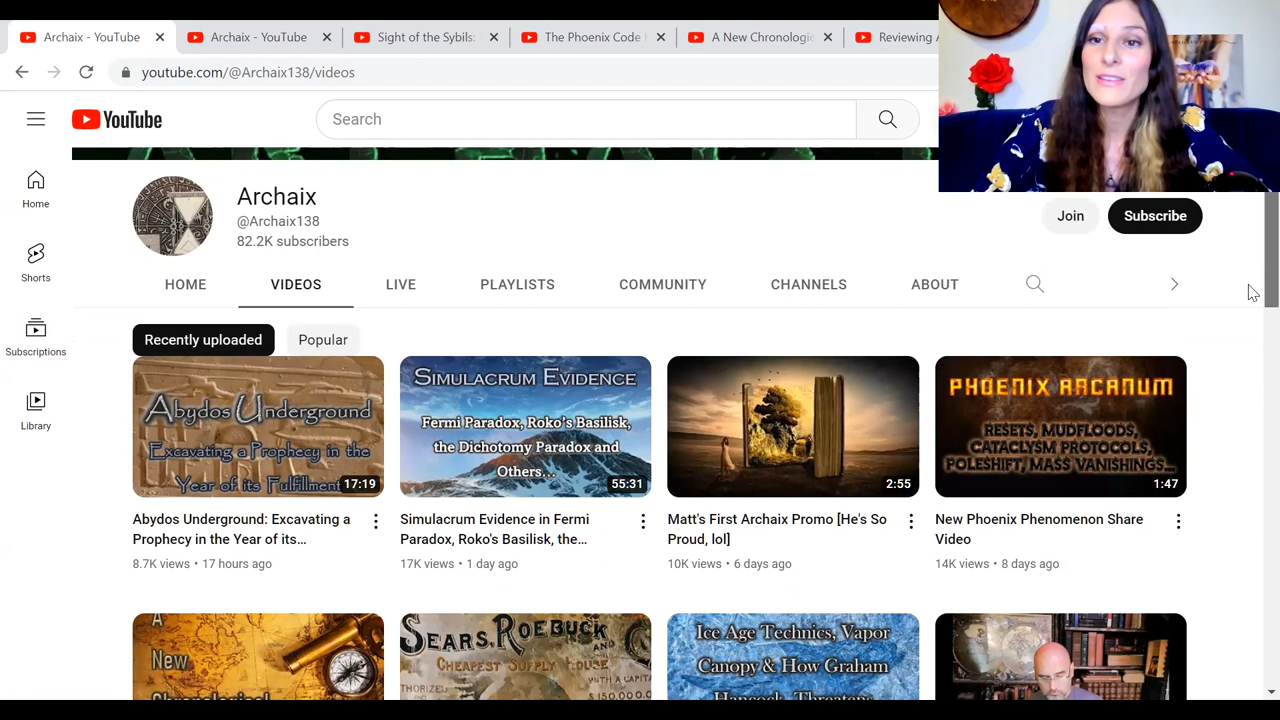 Archaix - YouTube
Archaix - YouTube
Sight of the Sybils:
The Phoenix Code
A New Chronologic
Reviewing
youtube.com/@Archaix138/videos
YouTube
Search
Home
Shorts
Subscriptions
Library
Archaix
@Archaix138
82.2K subscribers
Join
Subscribe
HOME
VIDEOS
LIVE
PLAYLISTS
COMMUNITY
CHANNELS
ABOUT
Recently uploaded
Popular
Abydos Underground
Excavating a Prophecy in the
Year of its Fulfillment
17:19
Abydos Underground: Excavating a
Prophecy in the Year of its…
8.7K views • 17 hours ago
Simulacrum Evidence
Fermi Paradox, Roko's Basilisk,
the Dichotomy Paradox and
Others...
55:31
Simulacrum Evidence in Fermi
Paradox, Roko's Basilisk, the…
17K views • 1 day ago
2:55
Matt's First Archaix Promo [He's So
Proud, lol]
10K views • 6 days ago
PHOENIX ARCANUM
RESETS, MUDFLOODS,
CATACLYSM PROTOCOLS,
POLESHIFT, MASS VANISHINGS...
1:47
New Phoenix Phenomenon Share
Video
14K views • 8 days ago
A
New
Chronological
SEARS, ROEBUCK
CHEAPEST SUPPLY HOUSE
Ice Age Technics, Vapor
Canopy & How Graham
Hancock Threatens